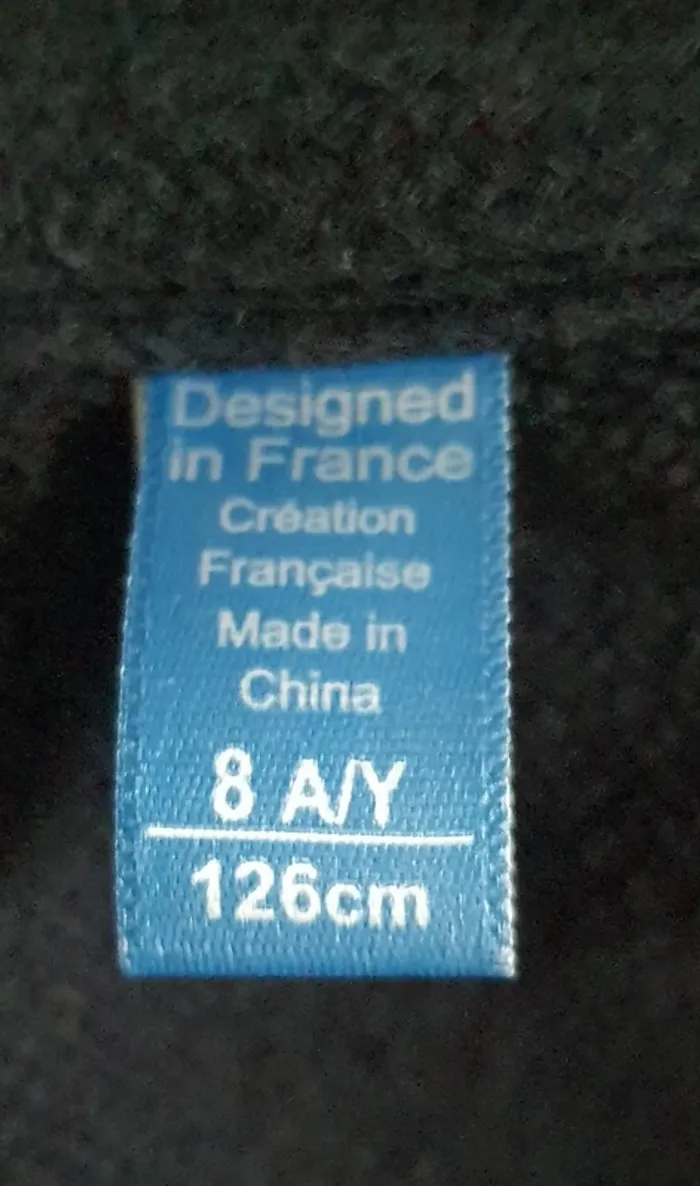 Designed
in France
Création
Française
Made in
China
8 A/Y
126cm